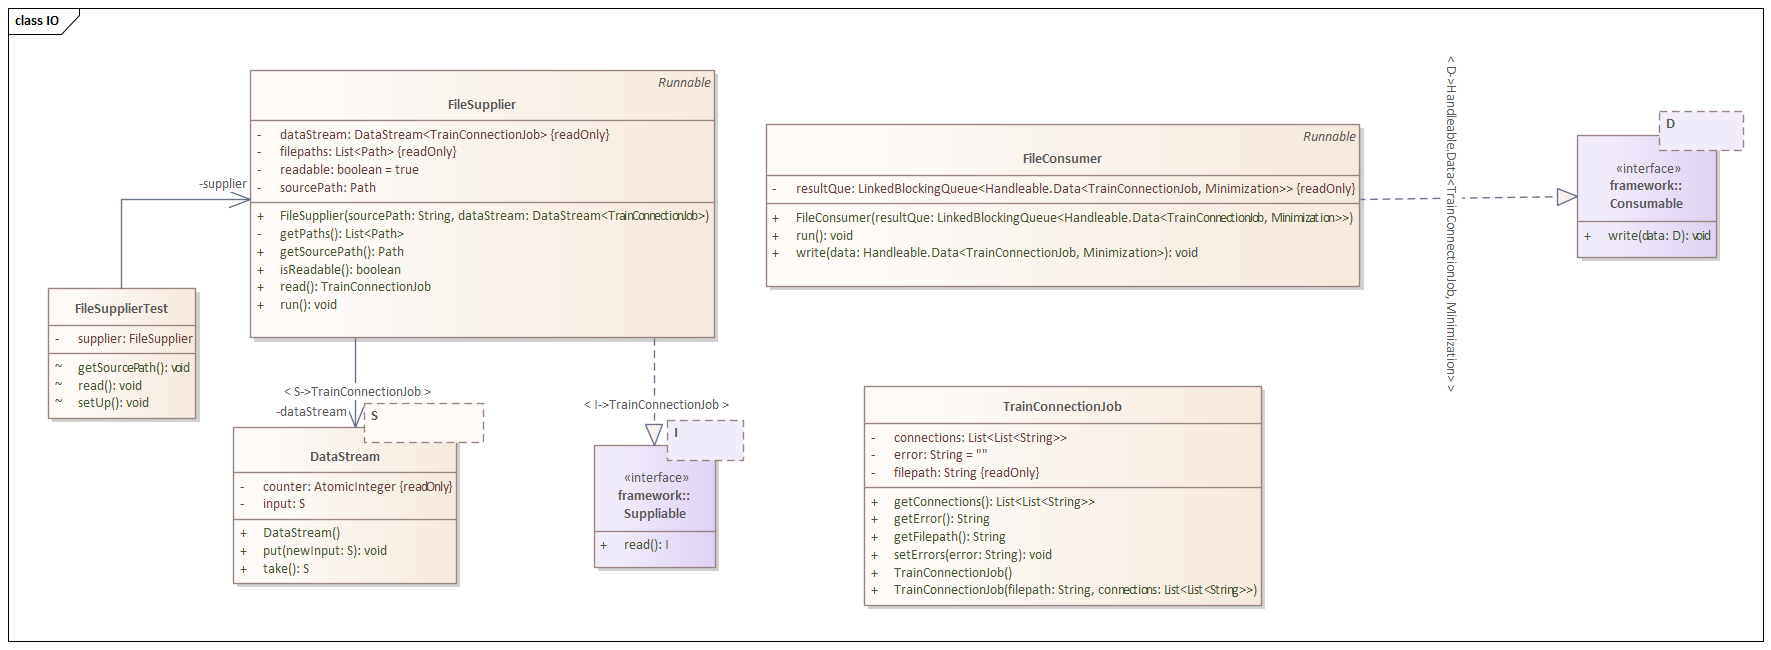 class IO
Runnable
FileSupplier
- dataStream: DataStream<TrainConnectionJob> {readOnly}
- filepaths: List<Path> {readOnly}
- readable: boolean = true
- sourcePath: Path
+ FileSupplier(sourcePath: String, dataStream: DataStream<TrainConnectionJob>)
- getPaths(): List<Path>
+ getSourcePath(): Path
+ isReadable(): boolean
+ read(): TrainConnectionJob
+ run(): void
-supplier
FileSupplierTest
- supplier: FileSupplier
~ getSourcePath(): void
~ read(): void
~ setUp(): void
< S->TrainConnectionJob >
-dataStream
S
DataStream
- counter: AtomicInteger {readOnly}
- input: S
+ DataStream()
+ put(newInput: S): void
+ take(): S
< I->TrainConnectionJob >
I
«interface»
framework::
Suppliable
+ read(): I
Runnable
FileConsumer
- resultQue: LinkedBlockingQueue<Handleable.Data<TrainConnectionJob, Minimization>> {readOnly}
+ FileConsumer(resultQue: LinkedBlockingQueue<Handleable.Data<TrainConnectionJob, Minimization>>)
+ run(): void
+ write(data: Handleable.Data<TrainConnectionJob, Minimization>): void
< D->Handleable.Data<TrainConnectionJob, Minimization> >
D
«interface»
framework::
Consumable
+ write(data: D): void
TrainConnectionJob
- connections: List<List<String>>
- error: String = ""
- filepath: String {readOnly}
+ getConnections(): List<List<String>>
+ getError(): String
+ getFilepath(): String
+ setErrors(error: String): void
+ TrainConnectionJob()
+ TrainConnectionJob(filepath: String, connections: List<List<String>>)